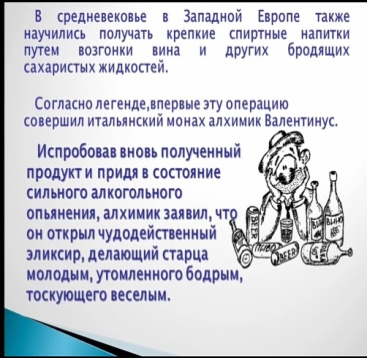 В средневековье в Западной Европе также
научились получать крепкие спиртные напитки
путем возгонки вина и других бродящих
сахаристых жидкостей.
Согласно легенде,впервые эту операцию
совершил итальянский монах алхимик Валентинус.
Испробовав вновь полученный
продукт и придя в состояние
сильного алкогольного
опьянения, алхимик заявил, что
он открыл чудодейственный
эликсир, делающий старца
молодым, утомленного бодрым,
тоскующего веселым.